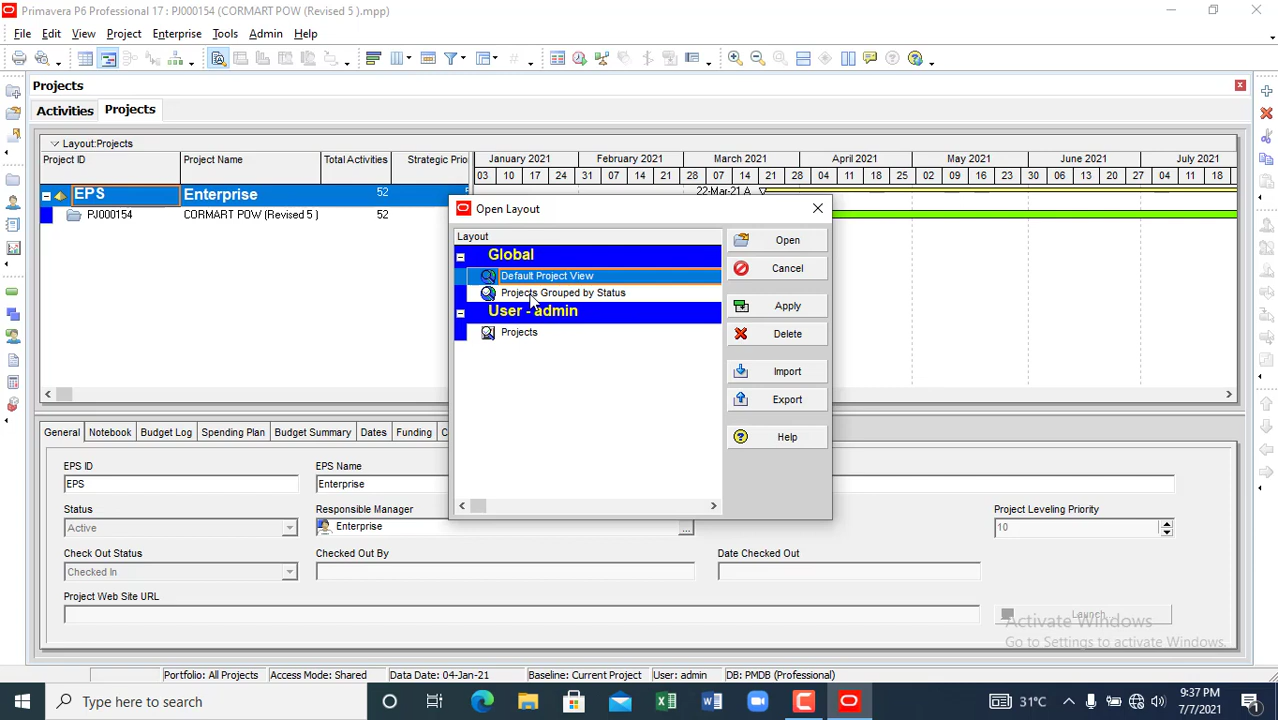 Primavera P6 Professional 17 : PJ000154 (CORMART POW (Revised 5 ).mpp)
File Edit View Project Enterprise Tools Admin Help
Projects
Activities Projects
Layout:Projects
Project ID Project Name Total Activities Strategic Prio
January 2021 February 2021 March 2021 April 2021 May 2021 June 2021 July 2021
03 10 17 24 31 07 14 21 28 07 14 21 28 04 11 18 25 02 09 16 23 30 06 13 20 27 04 11 18
EPS Enterprise 52
22-Mar-21 A
PJ000154 CORMART POW (Revised 5 ) 52
Open Layout
Layout
Global
Default Project View
Projects Grouped by Status
User - admin
Projects
Open
Cancel
Apply
Delete
Import
Export
Help
General Notebook Budget Log Spending Plan Budget Summary Dates Funding C
EPS ID EPS Name
EPS Enterprise
Status Responsible Manager Project Leveling Priority
Active Enterprise ... 10
Check Out Status Checked Out By Date Checked Out
Checked In
Project Web Site URL
Launch...
Activate Windows
Go to Settings to activate Windows.
Portfolio: All Projects Access Mode: Shared Data Date: 04-Jan-21 Baseline: Current Project User: admin DB: PMDB (Professional)
Type here to search
31°C
9:37 PM
7/7/2021
1